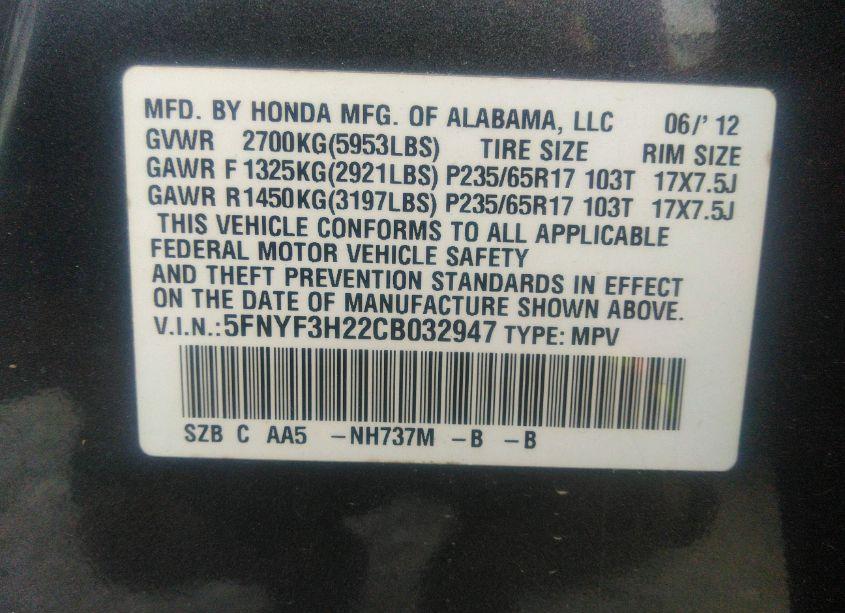 MFD. BY HONDA MFG. OF ALABAMA, LLC 06/' 12
GVWR 2700KG(5953LBS) TIRE SIZE RIM SIZE
GAWR F 1325KG(2921LBS) P235/65R17 103T 17X7.5J
GAWR R1450KG(3197LBS) P235/65R17 103T 17X7.5J
THIS VEHICLE CONFORMS TO ALL APPLICABLE
FEDERAL MOTOR VEHICLE SAFETY
AND THEFT PREVENTION STANDARDS IN EFFECT
ON THE DATE OF MANUFACTURE SHOWN ABOVE.
V.I.N.:5FNYF3H22CB032947 TYPE: MPV
SZB C AA5 -NH737M -B -B